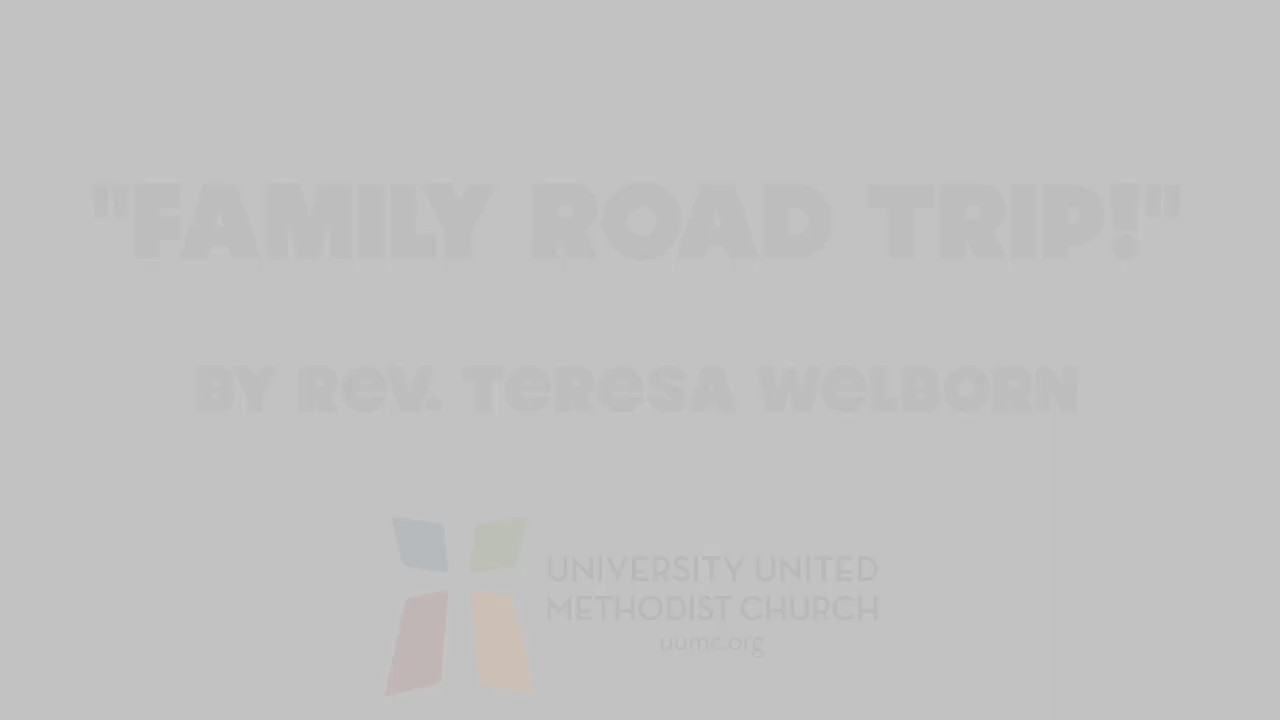 "FAMILY ROAD TRIP!"
BY Rev. Teresa Welborn
UNIVERSITY UNITED
METHODIST CHURCH
uumc.org